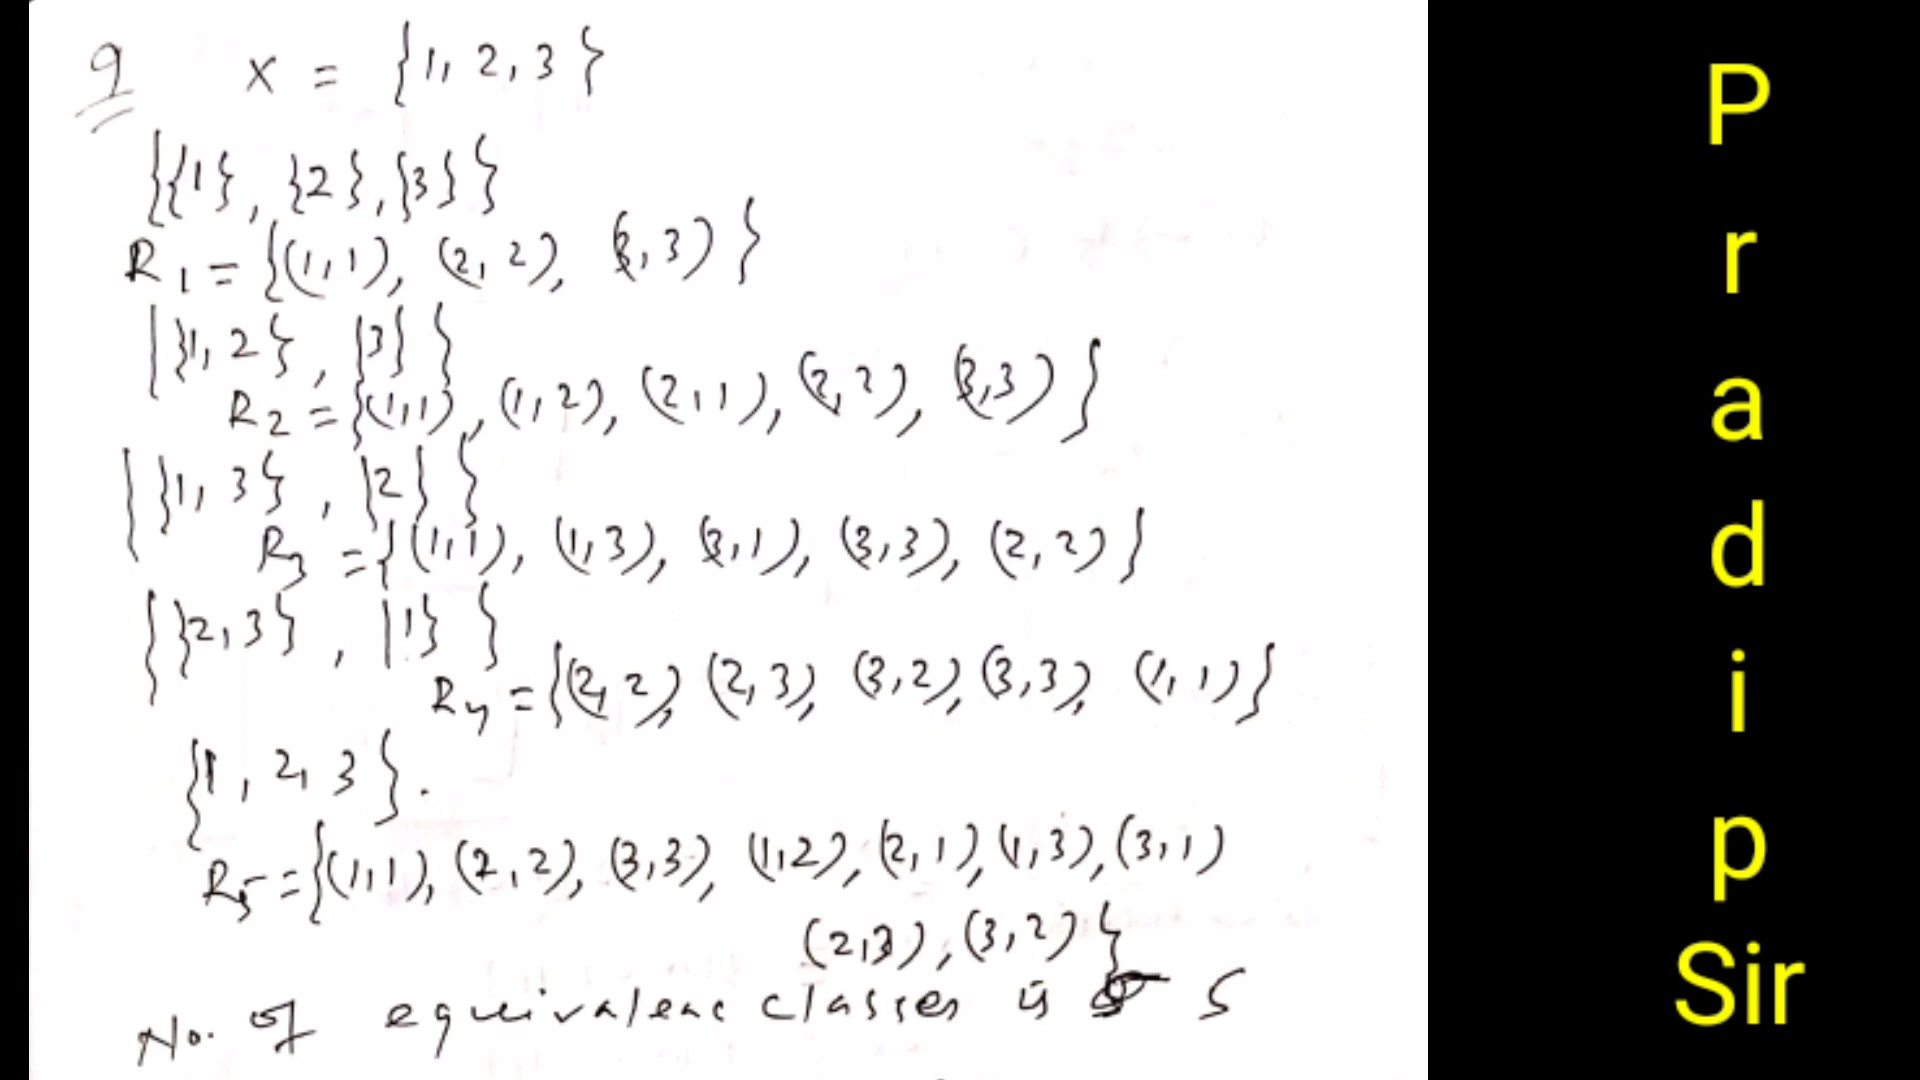 9 X = {1, 2, 3}
{{1}, {2}, {3}}
R1 = {(1,1), (2,2), (3,3)}
{{1,2}, {3}}
R2 = {(1,1), (1,2), (2,1), (2,2), (3,3)}
{{1,3}, {2}}
R3 = {(1,1), (1,3), (3,1), (3,3), (2,2)}
{{2,3}, {1}}
R4 = {(2,2), (2,3), (3,2), (3,3), (1,1)}
{1, 2, 3}.
R5 = {(1,1), (2,2), (3,3), (1,2), (2,1), (1,3), (3,1)
(2,3), (3,2)}
No. of equivalenc classes is 5
P
r
a
d
i
p
Sir